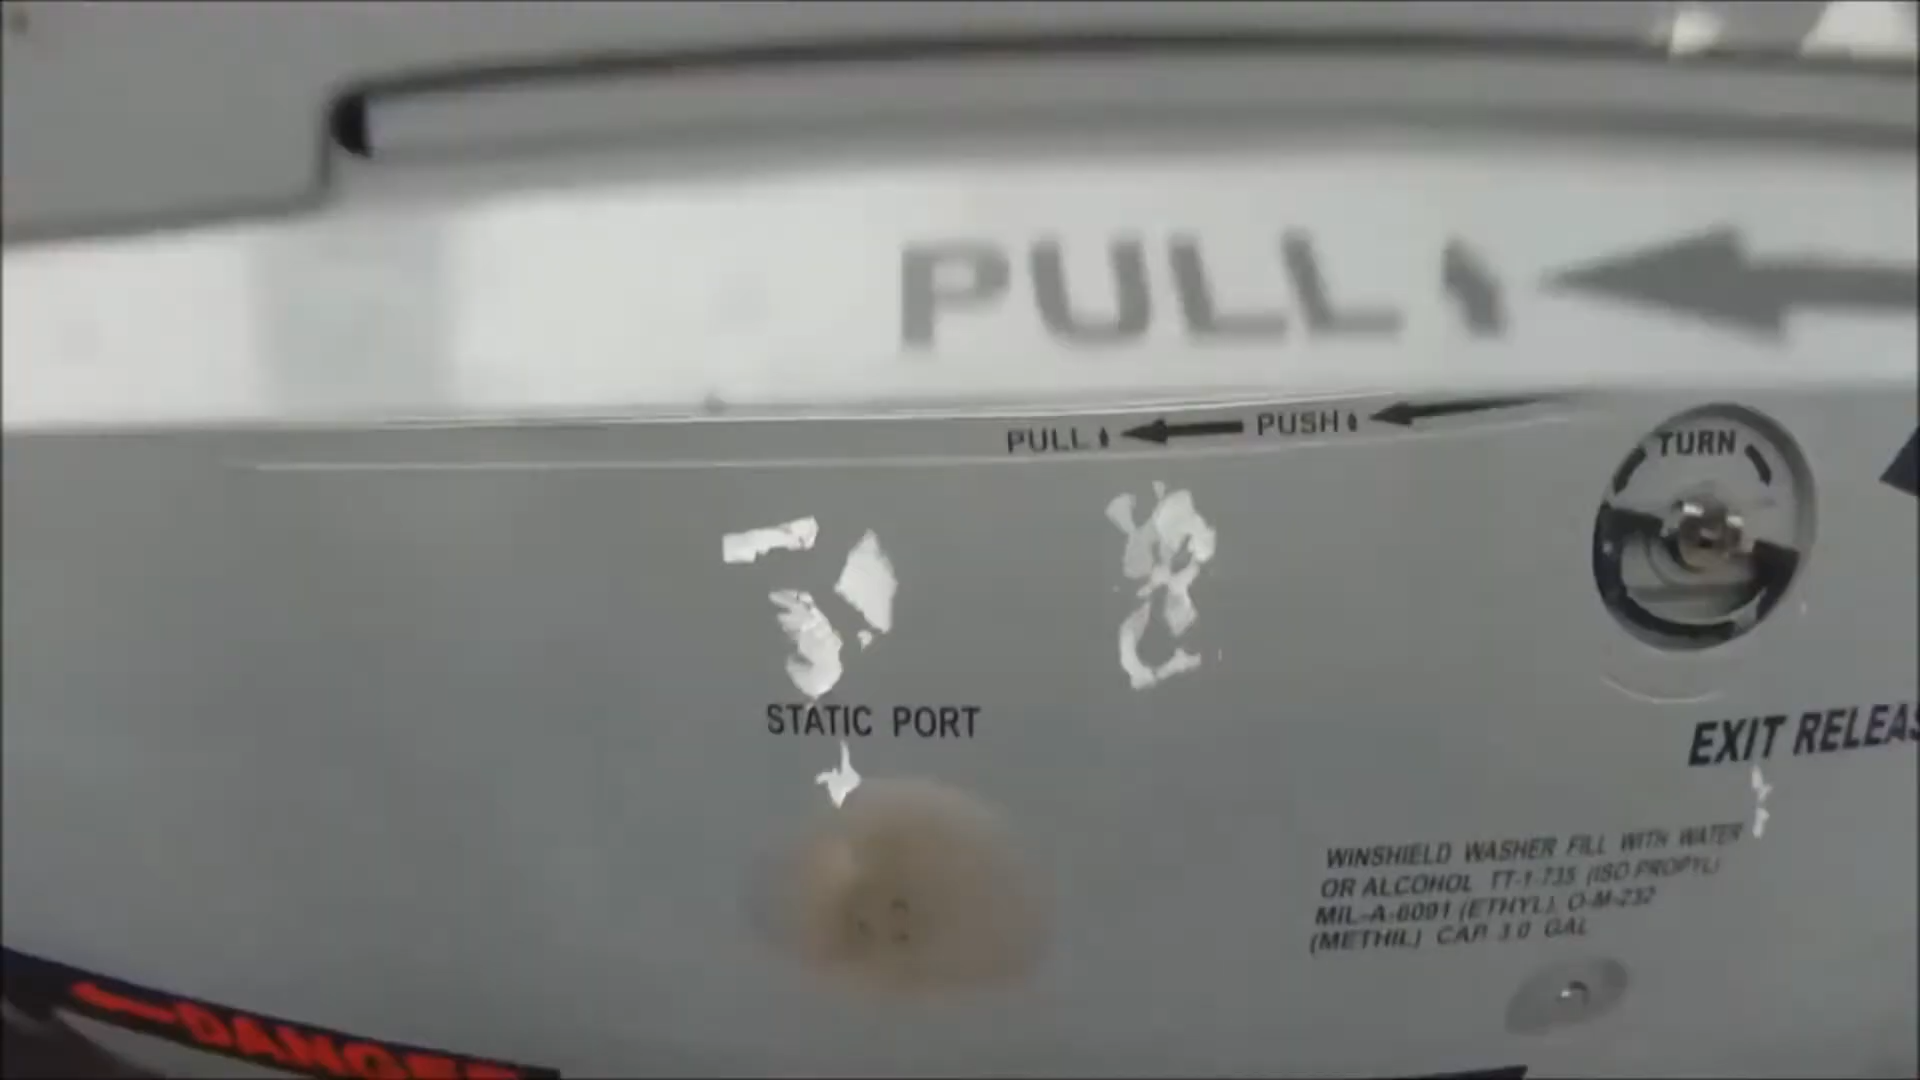 PULL
PULL PUSH
TURN
STATIC PORT
EXIT RELEAS
WINSHIELD WASHER FILL WITH WATER
OR ALCOHOL TT-1-735 (ISO PROPYL)
MIL-A-6091 (ETHYL), O-M-232
(METHIL) CAP. 3.0 GAL
DANGER